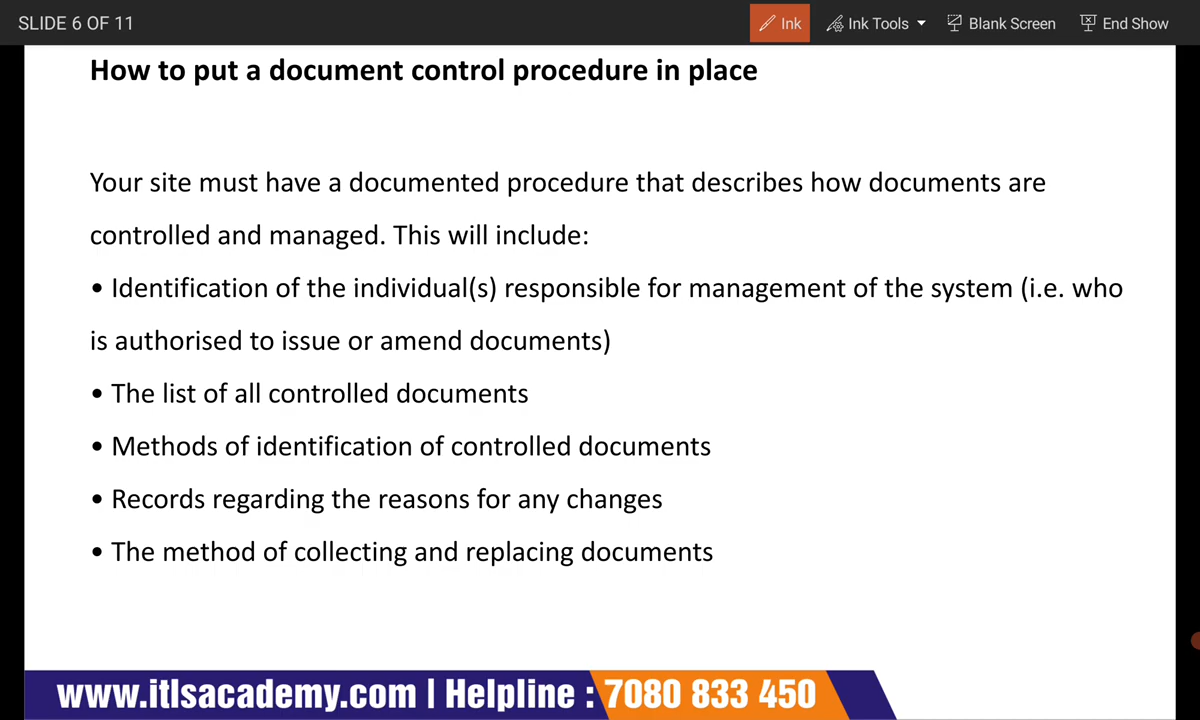 SLIDE 6 OF 11
Ink
Ink Tools
Blank Screen
End Show
How to put a document control procedure in place
Your site must have a documented procedure that describes how documents are
controlled and managed. This will include:
• Identification of the individual(s) responsible for management of the system (i.e. who
is authorised to issue or amend documents)
• The list of all controlled documents
• Methods of identification of controlled documents
• Records regarding the reasons for any changes
• The method of collecting and replacing documents
www.itlsacademy.com | Helpline : 7080 833 450